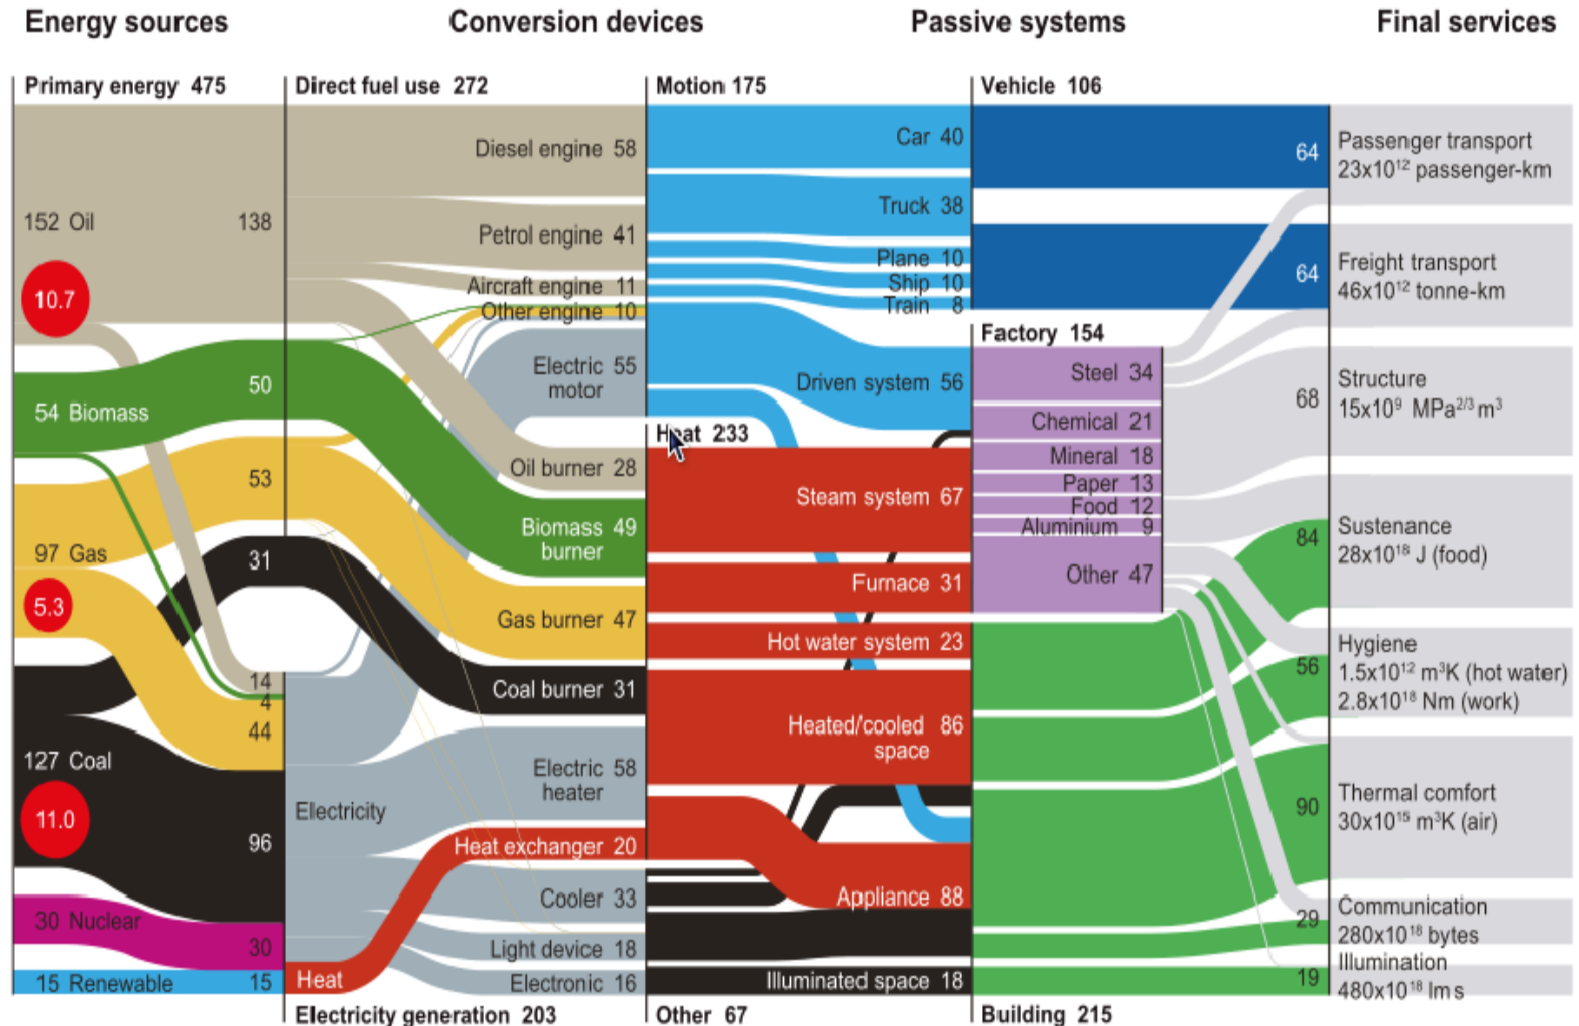 Energy sources
Conversion devices
Passive systems
Final services
Primary energy 475
Direct fuel use 272
Motion 175
Vehicle 106
152 Oil
138
10.7
54 Biomass
50
97 Gas
53
5.3
31
14
4
44
127 Coal
11.0
96
30 Nuclear
30
15 Renewable
15
Diesel engine 58
Petrol engine 41
Aircraft engine 11
Other engine 10
Electric 55
motor
Oil burner 28
Biomass 49
burner
Gas burner 47
Coal burner 31
Electricity
Electric 58
heater
Heat exchanger 20
Cooler 33
Light device 18
Heat
Electronic 16
Electricity generation 203
Car 40
Truck 38
Plane 10
Ship 10
Train 8
Driven system 56
Heat 233
Steam system 67
Furnace 31
Hot water system 23
Heated/cooled 86
space
Appliance 88
Illuminated space 18
Other 67
64
64
Factory 154
Steel 34
Chemical 21
Mineral 18
Paper 13
Food 12
Aluminium 9
Other 47
68
84
56
90
29
19
Building 215
Passenger transport
23x10¹² passenger-km
Freight transport
46x10¹² tonne-km
Structure
15x10⁹ MPa²ᐟ³m³
Sustenance
28x10¹⁸ J (food)
Hygiene
1.5x10¹² m³K (hot water)
2.8x10¹⁸ Nm (work)
Thermal comfort
30x10¹⁵ m³K (air)
Communication
280x10¹⁸ bytes
Illumination
480x10¹⁸ lms